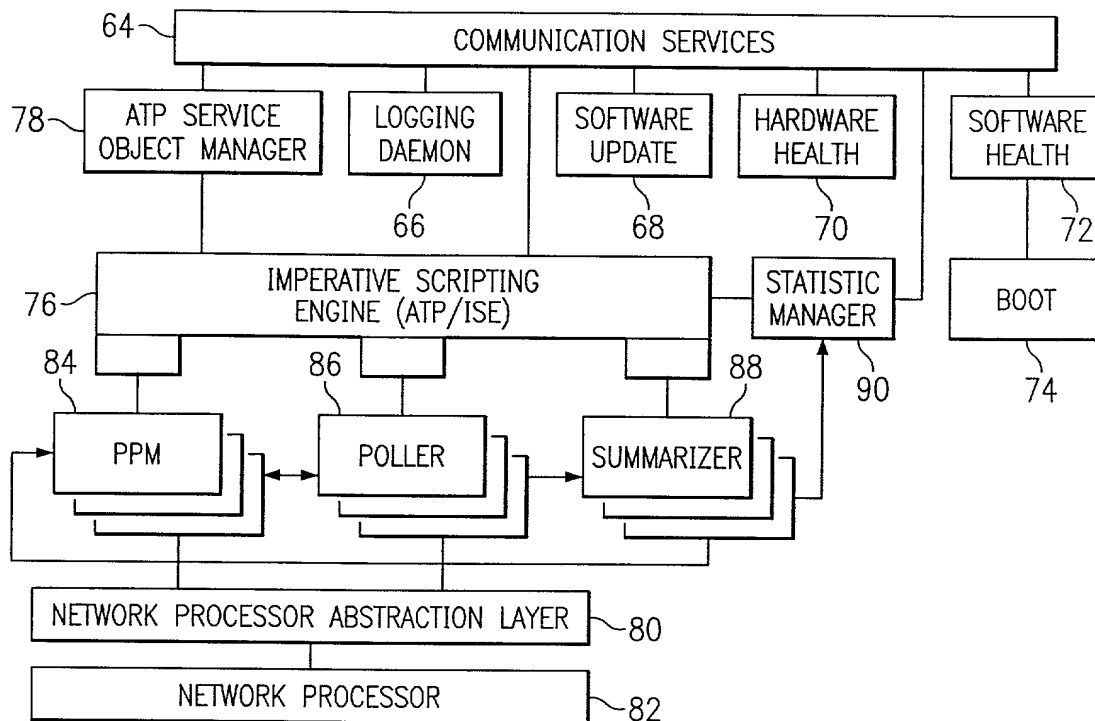 64
COMMUNICATION SERVICES
78
ATP SERVICE
OBJECT MANAGER
LOGGING
DAEMON
66
SOFTWARE
UPDATE
68
HARDWARE
HEALTH
70
SOFTWARE
HEALTH
72
76
IMPERATIVE SCRIPTING
ENGINE (ATP/ISE)
STATISTIC
MANAGER
90
BOOT
74
84
PPM
86
POLLER
88
SUMMARIZER
NETWORK PROCESSOR ABSTRACTION LAYER
80
NETWORK PROCESSOR
82